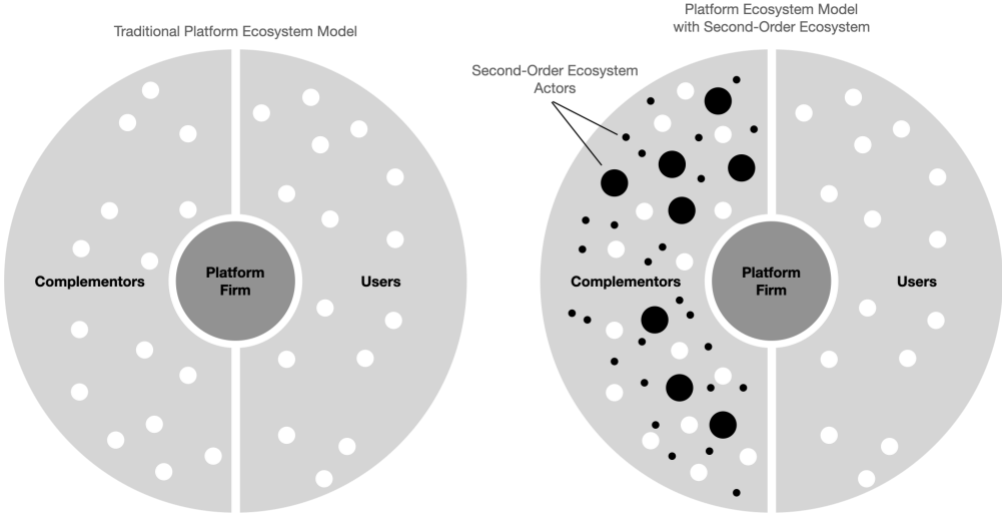 Traditional Platform Ecosystem Model
Complementors
Platform
Firm
Users
Platform Ecosystem Model
with Second-Order Ecosystem
Second-Order Ecosystem
Actors
Complementors
Platform
Firm
Users